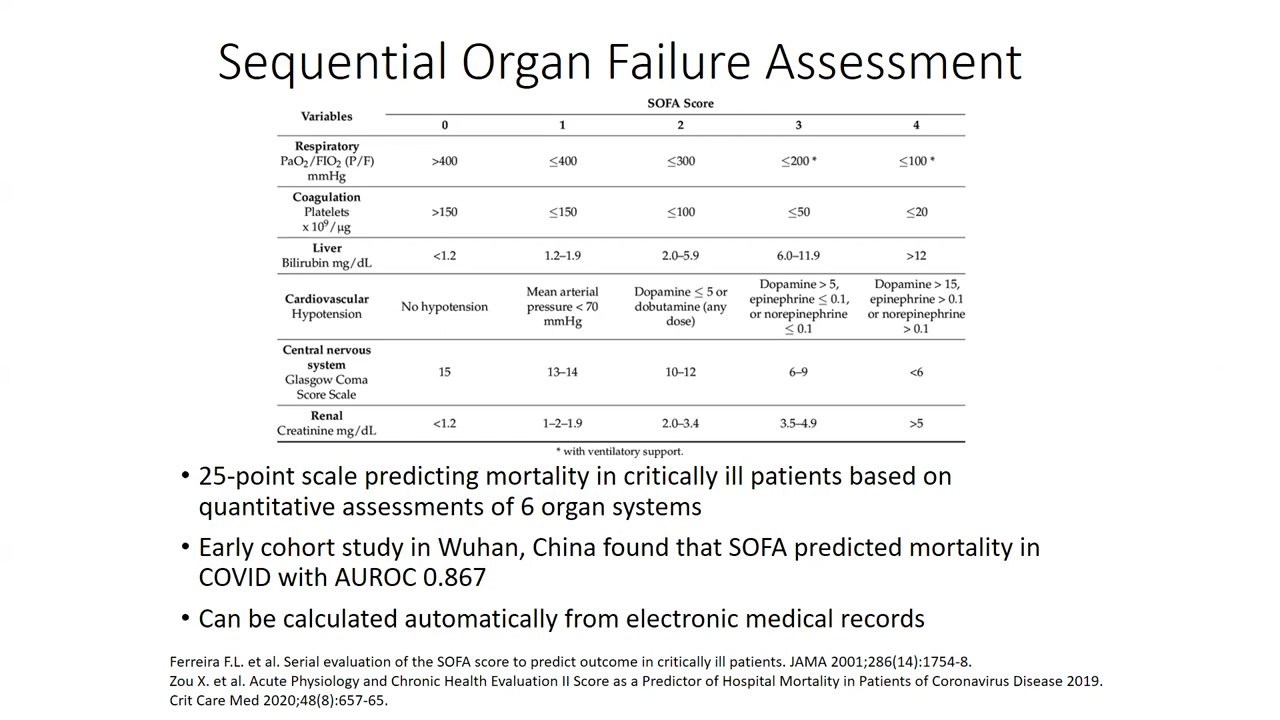 Sequential Organ Failure Assessment
SOFA Score
Variables
0 1 2 3 4
Respiratory
PaO2/FIO2 (P/F)
mmHg
>400 ≤400 ≤300 ≤200 * ≤100 *
Coagulation
Platelets
x 10⁹/μg
>150 ≤150 ≤100 ≤50 ≤20
Liver
Bilirubin mg/dL
<1.2 1.2–1.9 2.0–5.9 6.0–11.9 >12
Cardiovascular
Hypotension
No hypotension
Mean arterial
pressure < 70
mmHg
Dopamine ≤ 5 or
dobutamine (any
dose)
Dopamine > 5,
epinephrine ≤ 0.1,
or norepinephrine
≤ 0.1
Dopamine > 15,
epinephrine > 0.1
or norepinephrine
> 0.1
Central nervous
system
Glasgow Coma
Score Scale
15 13–14 10–12 6–9 <6
Renal
Creatinine mg/dL
<1.2 1–2–1.9 2.0–3.4 3.5–4.9 >5
* with ventilatory support.
• 25-point scale predicting mortality in critically ill patients based on
quantitative assessments of 6 organ systems
• Early cohort study in Wuhan, China found that SOFA predicted mortality in
COVID with AUROC 0.867
• Can be calculated automatically from electronic medical records
Ferreira F.L. et al. Serial evaluation of the SOFA score to predict outcome in critically ill patients. JAMA 2001;286(14):1754-8.
Zou X. et al. Acute Physiology and Chronic Health Evaluation II Score as a Predictor of Hospital Mortality in Patients of Coronavirus Disease 2019.
Crit Care Med 2020;48(8):657-65.